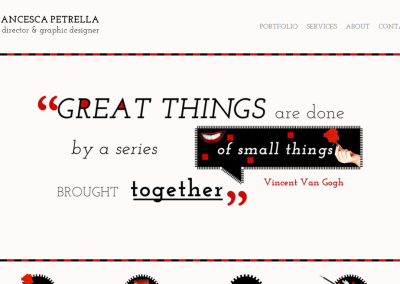 ANCESCA PETRELLA
director & graphic designer
PORTFOLIO SERVICES ABOUT CONTA
“GREAT THINGS are done
by a series of small things
BROUGHT together”
Vincent Van Gogh